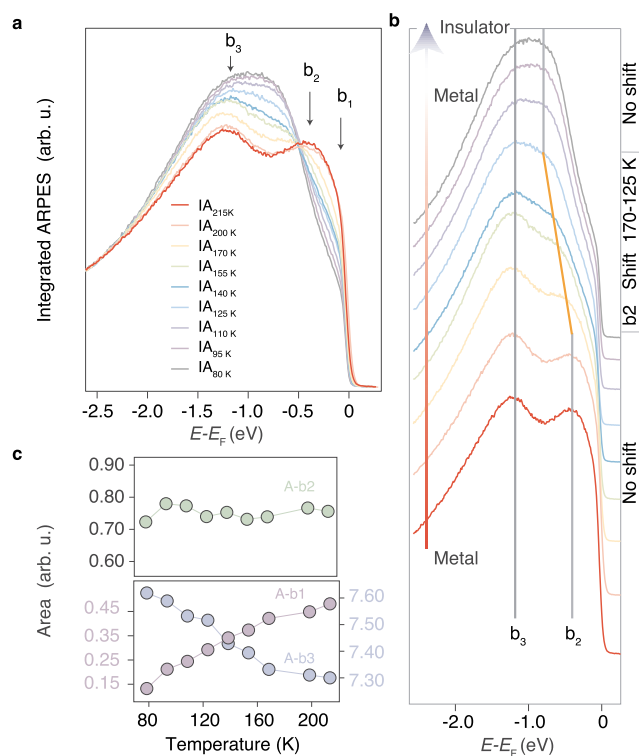 a
b₃
b₂
b₁
Integrated ARPES (arb. u.)
IA₂₁₅K
IA₂₀₀ K
IA₁₇₀ K
IA₁₅₅ K
IA₁₄₀ K
IA₁₂₅ K
IA₁₁₀ K
IA₉₅ K
IA₈₀ K
-2.5 -2.0 -1.5 -1.0 -0.5 0
E-E_F (eV)
b
Insulator
Metal
Metal
No shift
b2 Shift 170-125 K
No shift
b₃
b₂
-2.0 -1.0 0
E-E_F (eV)
c
Area (arb. u.)
0.90
0.80
0.70
0.60
A-b2
0.45
0.35
0.25
0.15
A-b1
A-b3
7.60
7.50
7.40
7.30
80 120 160 200
Temperature (K)